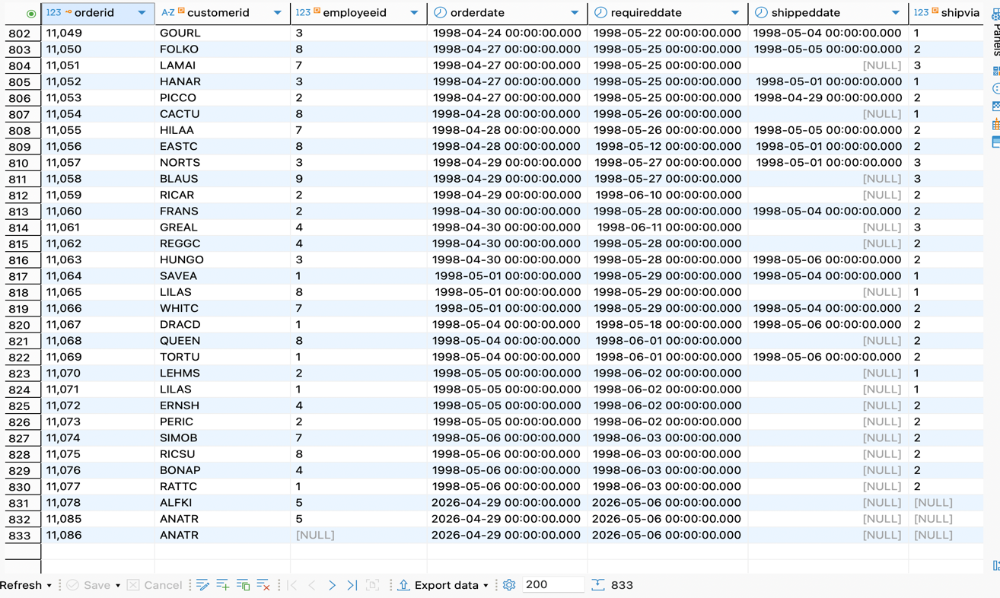 123 orderid A-Z customerid 123 employeeid orderdate requireddate shippeddate 123 shipvia
802 11,049 GOURL 3 1998-04-24 00:00:00.000 1998-05-22 00:00:00.000 1998-05-04 00:00:00.000 1
803 11,050 FOLKO 8 1998-04-27 00:00:00.000 1998-05-25 00:00:00.000 1998-05-05 00:00:00.000 2
804 11,051 LAMAI 7 1998-04-27 00:00:00.000 1998-05-25 00:00:00.000 [NULL] 3
805 11,052 HANAR 3 1998-04-27 00:00:00.000 1998-05-25 00:00:00.000 1998-05-01 00:00:00.000 1
806 11,053 PICCO 2 1998-04-27 00:00:00.000 1998-05-25 00:00:00.000 1998-04-29 00:00:00.000 2
807 11,054 CACTU 8 1998-04-28 00:00:00.000 1998-05-26 00:00:00.000 [NULL] 1
808 11,055 HILAA 7 1998-04-28 00:00:00.000 1998-05-26 00:00:00.000 1998-05-05 00:00:00.000 2
809 11,056 EASTC 8 1998-04-28 00:00:00.000 1998-05-12 00:00:00.000 1998-05-01 00:00:00.000 2
810 11,057 NORTS 3 1998-04-29 00:00:00.000 1998-05-27 00:00:00.000 1998-05-01 00:00:00.000 3
811 11,058 BLAUS 9 1998-04-29 00:00:00.000 1998-05-27 00:00:00.000 [NULL] 3
812 11,059 RICAR 2 1998-04-29 00:00:00.000 1998-06-10 00:00:00.000 [NULL] 2
813 11,060 FRANS 2 1998-04-30 00:00:00.000 1998-05-28 00:00:00.000 1998-05-04 00:00:00.000 2
814 11,061 GREAL 4 1998-04-30 00:00:00.000 1998-06-11 00:00:00.000 [NULL] 3
815 11,062 REGGC 4 1998-04-30 00:00:00.000 1998-05-28 00:00:00.000 [NULL] 2
816 11,063 HUNGO 3 1998-04-30 00:00:00.000 1998-05-28 00:00:00.000 1998-05-06 00:00:00.000 2
817 11,064 SAVEA 1 1998-05-01 00:00:00.000 1998-05-29 00:00:00.000 1998-05-04 00:00:00.000 1
818 11,065 LILAS 8 1998-05-01 00:00:00.000 1998-05-29 00:00:00.000 [NULL] 1
819 11,066 WHITC 7 1998-05-01 00:00:00.000 1998-05-29 00:00:00.000 1998-05-04 00:00:00.000 2
820 11,067 DRACD 1 1998-05-04 00:00:00.000 1998-05-18 00:00:00.000 1998-05-06 00:00:00.000 2
821 11,068 QUEEN 8 1998-05-04 00:00:00.000 1998-06-01 00:00:00.000 [NULL] 2
822 11,069 TORTU 1 1998-05-04 00:00:00.000 1998-06-01 00:00:00.000 1998-05-06 00:00:00.000 2
823 11,070 LEHMS 2 1998-05-05 00:00:00.000 1998-06-02 00:00:00.000 [NULL] 1
824 11,071 LILAS 1 1998-05-05 00:00:00.000 1998-06-02 00:00:00.000 [NULL] 1
825 11,072 ERNSH 4 1998-05-05 00:00:00.000 1998-06-02 00:00:00.000 [NULL] 2
826 11,073 PERIC 2 1998-05-05 00:00:00.000 1998-06-02 00:00:00.000 [NULL] 2
827 11,074 SIMOB 7 1998-05-06 00:00:00.000 1998-06-03 00:00:00.000 [NULL] 2
828 11,075 RICSU 8 1998-05-06 00:00:00.000 1998-06-03 00:00:00.000 [NULL] 2
829 11,076 BONAP 4 1998-05-06 00:00:00.000 1998-06-03 00:00:00.000 [NULL] 2
830 11,077 RATTC 1 1998-05-06 00:00:00.000 1998-06-03 00:00:00.000 [NULL] 2
831 11,078 ALFKI 5 2026-04-29 00:00:00.000 2026-05-06 00:00:00.000 [NULL] [NULL]
832 11,085 ANATR 5 2026-04-29 00:00:00.000 2026-05-06 00:00:00.000 [NULL] [NULL]
833 11,086 ANATR [NULL] 2026-04-29 00:00:00.000 2026-05-06 00:00:00.000 [NULL] [NULL]
Refresh Save Cancel Export data 200 833
Panels